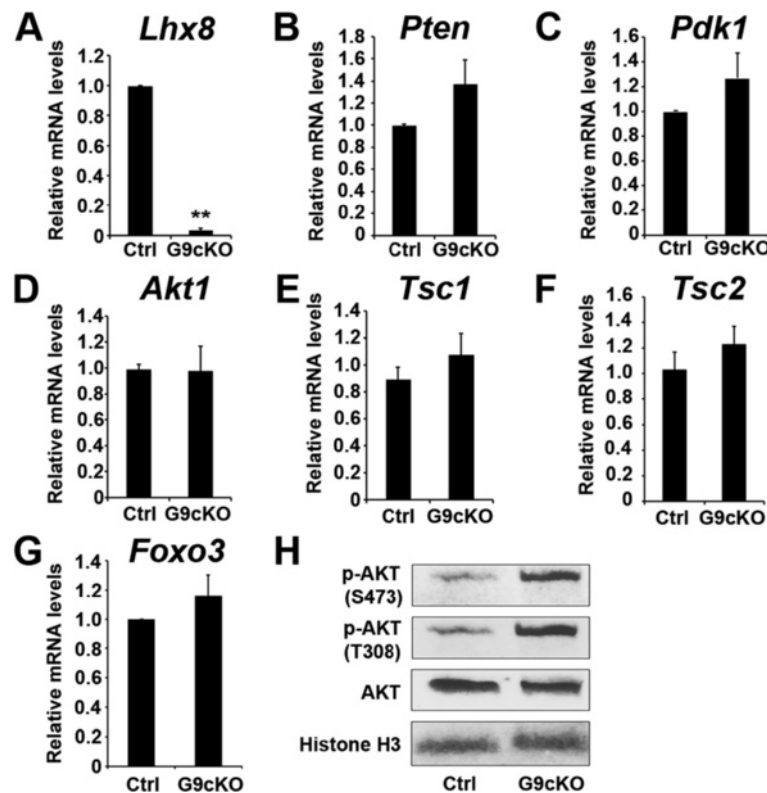 A Lhx8
Relative mRNA levels
1.2
1.0
0.8
0.6
0.4
0.2
0
**
Ctrl G9cKO
B Pten
Relative mRNA levels
1.8
1.6
1.4
1.2
1.0
0.8
0.6
0.4
0.2
0
Ctrl G9cKO
C Pdk1
Relative mRNA levels
1.6
1.4
1.2
1.0
0.8
0.6
0.4
0.2
0
Ctrl G9cKO
D Akt1
Relative mRNA levels
1.4
1.2
1.0
0.8
0.6
0.4
0.2
0
Ctrl G9cKO
E Tsc1
Relative mRNA levels
1.4
1.2
1.0
0.8
0.6
0.4
0.2
0
Ctrl G9cKO
F Tsc2
Relative mRNA levels
1.6
1.4
1.2
1.0
0.8
0.6
0.4
0.2
0
Ctrl G9cKO
G Foxo3
Relative mRNA levels
1.4
1.2
1.0
0.8
0.6
0.4
0.2
0
Ctrl G9cKO
H
p-AKT
(S473)
p-AKT
(T308)
AKT
Histone H3
Ctrl G9cKO